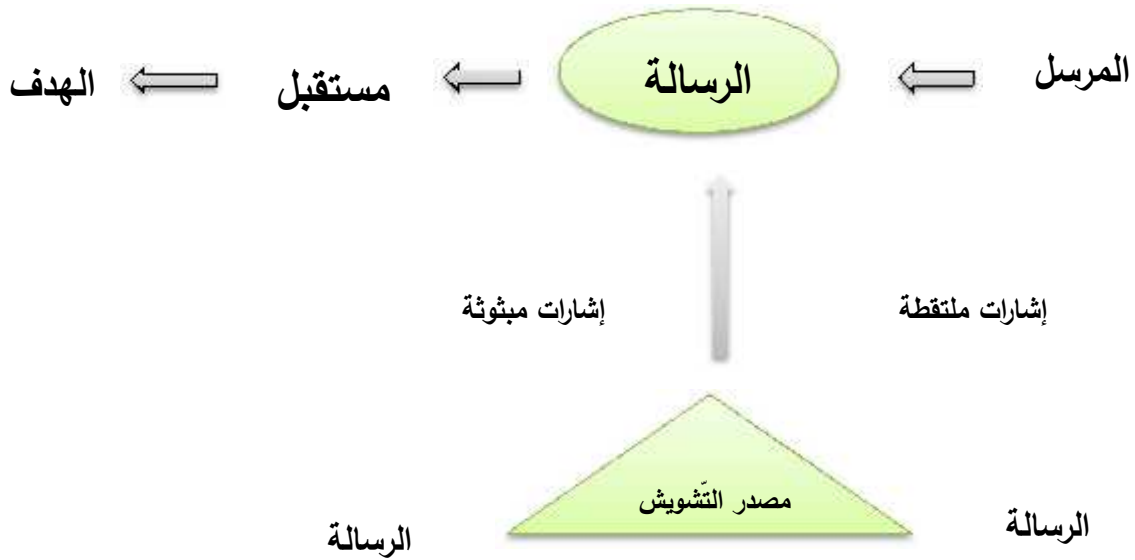 المرسل
الرسالة
مستقبل
الهدف
إشارات ملتقطة
إشارات مبثوثة
مصدر التّشويش
الرسالة
الرسالة